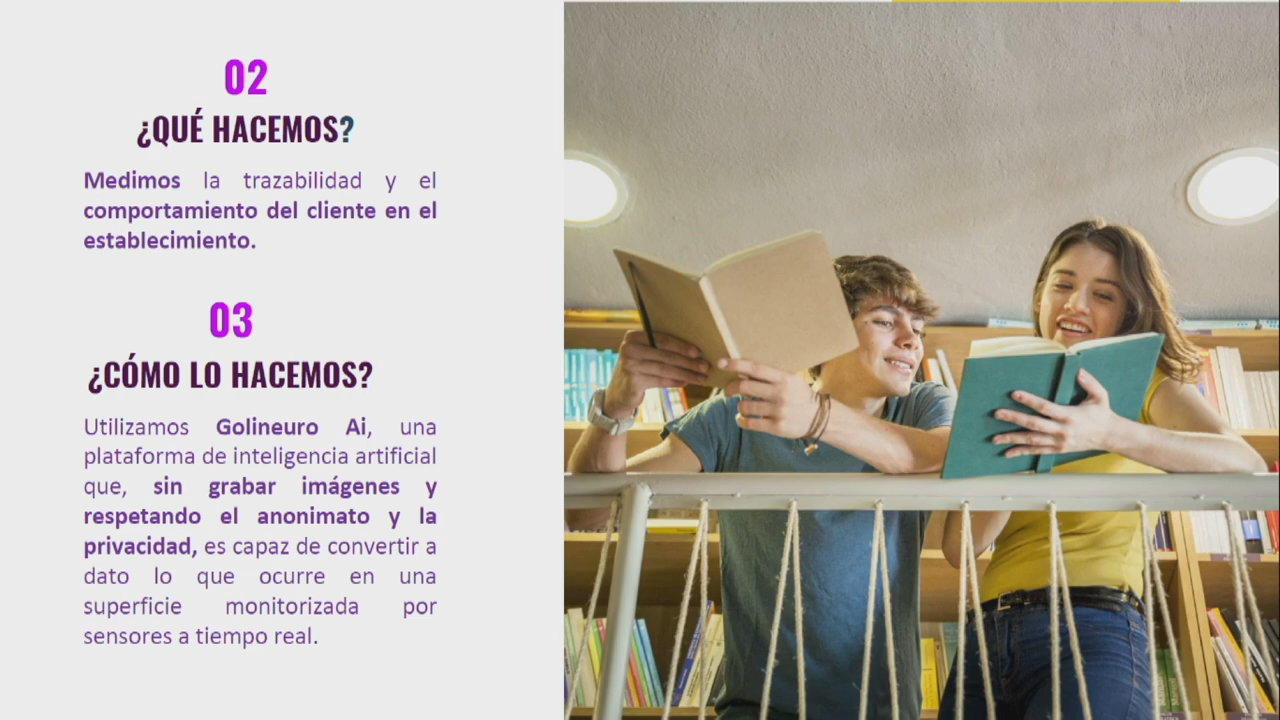 02
¿QUÉ HACEMOS?
Medimos la trazabilidad y el
comportamiento del cliente en el
establecimiento.
03
¿CÓMO LO HACEMOS?
Utilizamos Golineuro Ai, una
plataforma de inteligencia artificial
que, sin grabar imágenes y
respetando el anonimato y la
privacidad, es capaz de convertir a
dato lo que ocurre en una
superficie monitorizada por
sensores a tiempo real.